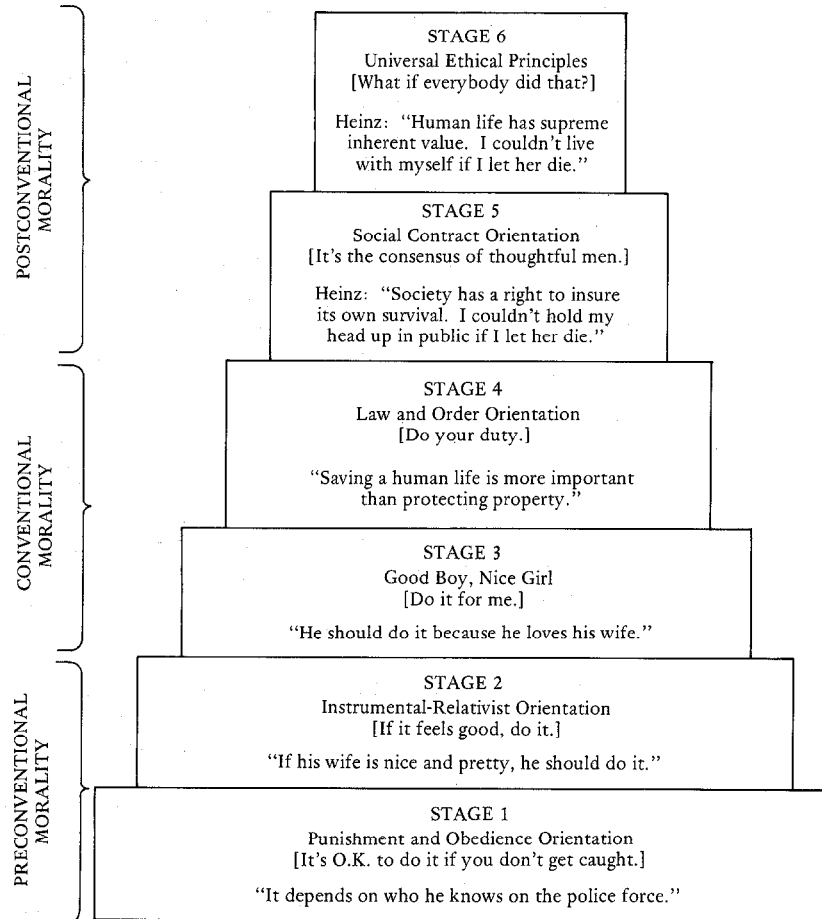 POSTCONVENTIONAL
MORALITY
STAGE 6
Universal Ethical Principles
[What if everybody did that?]
Heinz: “Human life has supreme
inherent value. I couldn't live
with myself if I let her die.”
STAGE 5
Social Contract Orientation
[It's the consensus of thoughtful men.]
Heinz: “Society has a right to insure
its own survival. I couldn't hold my
head up in public if I let her die.”
CONVENTIONAL
MORALITY
STAGE 4
Law and Order Orientation
[Do your duty.]
“Saving a human life is more important
than protecting property.”
STAGE 3
Good Boy, Nice Girl
[Do it for me.]
“He should do it because he loves his wife.”
PRECONVENTIONAL
MORALITY
STAGE 2
Instrumental-Relativist Orientation
[If it feels good, do it.]
“If his wife is nice and pretty, he should do it.”
STAGE 1
Punishment and Obedience Orientation
[It's O.K. to do it if you don't get caught.]
“It depends on who he knows on the police force.”